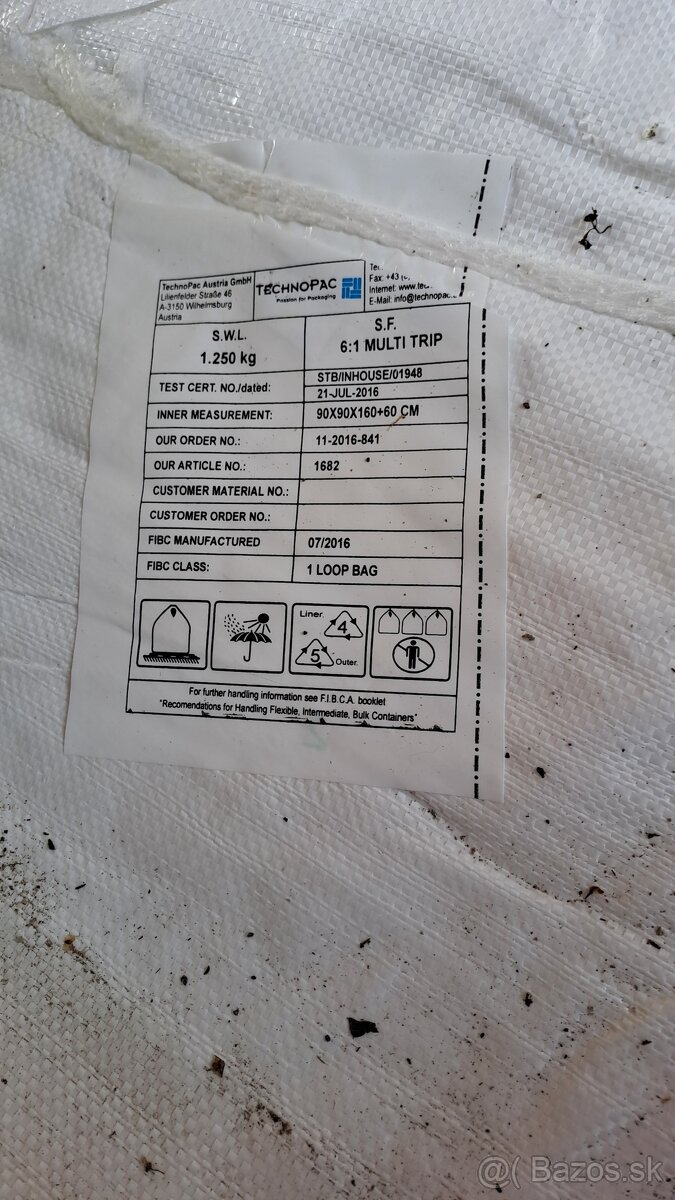 TechnoPac Austria GmbH
Lilienfelder Straße 46
A-3150 Wilhelmsburg
Austria
TECHNOPAC
Passion for Packaging
Fax: +43
Internet: www.
E-Mail: info@technopac.
S.W.L.
1.250 kg
S.F.
6:1 MULTI TRIP
TEST CERT. NO./dated:
STB/INHOUSE/01948
21-JUL-2016
INNER MEASUREMENT: 90X90X160+60 CM
OUR ORDER NO.: 11-2016-841
OUR ARTICLE NO.: 1682
CUSTOMER MATERIAL NO.:
CUSTOMER ORDER NO.:
FIBC MANUFACTURED 07/2016
FIBC CLASS: 1 LOOP BAG
Liner.
4
5
Outer.
For further handling information see F.I.B.C.A. booklet
"Recomendations for Handling Flexible, Intermediate, Bulk Containers"
@( Bazos.sk